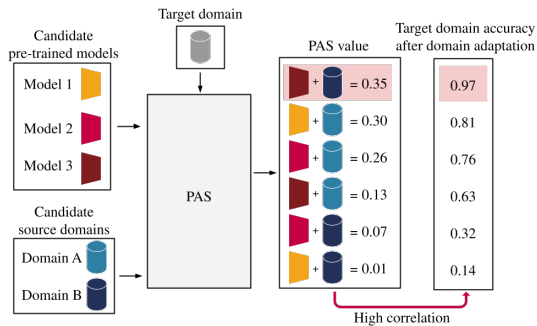 Candidate
pre-trained models
Model 1
Model 2
Model 3
Candidate
source domains
Domain A
Domain B
Target domain
PAS
PAS value
+ = 0.35
+ = 0.30
+ = 0.26
+ = 0.13
+ = 0.07
+ = 0.01
Target domain accuracy
after domain adaptation
0.97
0.81
0.76
0.63
0.32
0.14
High correlation